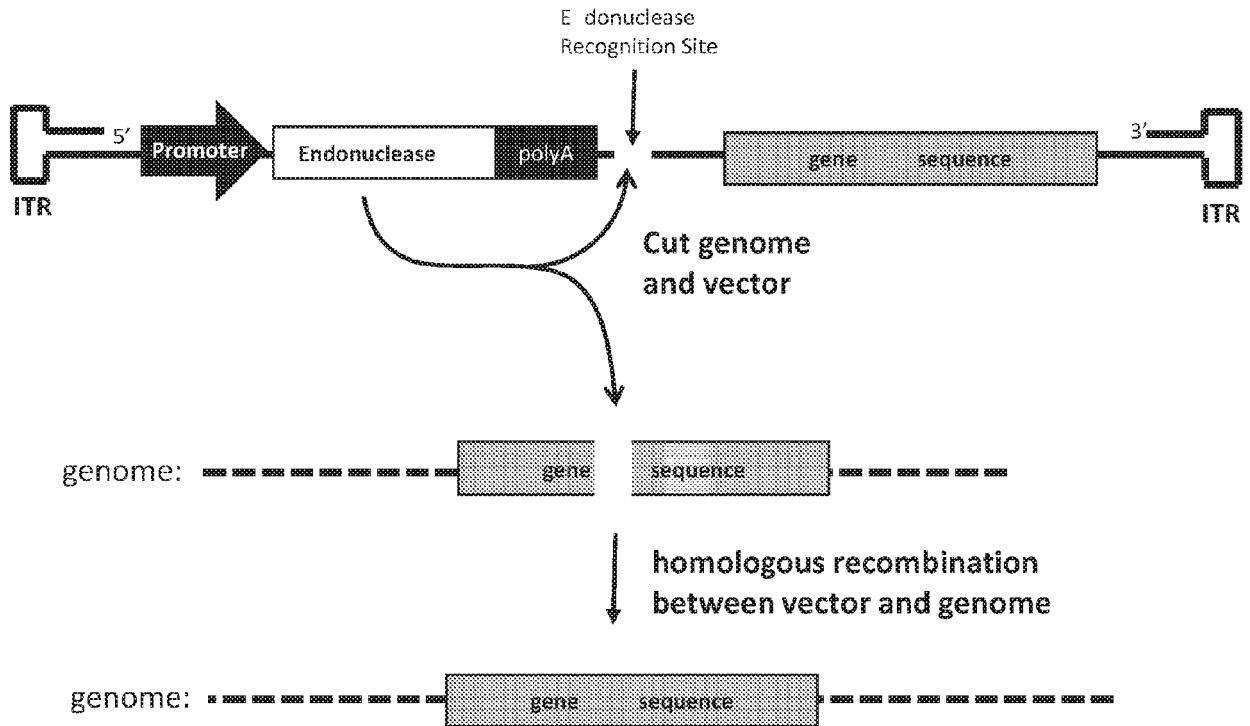 E donuclease
Recognition Site
5'
3'
Promoter
Endonuclease
polyA
gene sequence
ITR
ITR
Cut genome
and vector
genome:
gene sequence
homologous recombination
between vector and genome
genome:
gene sequence